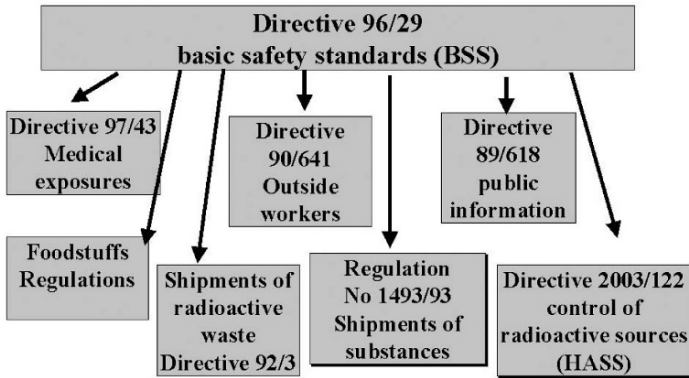 Directive 96/29
basic safety standards (BSS)
Directive 97/43
Medical
exposures
Directive
90/641
Outside
workers
Directive
89/618
public
information
Foodstuffs
Regulations
Shipments of
radioactive
waste
Directive 92/3
Regulation
No 1493/93
Shipments of
substances
Directive 2003/122
control of
radioactive sources
(HASS)